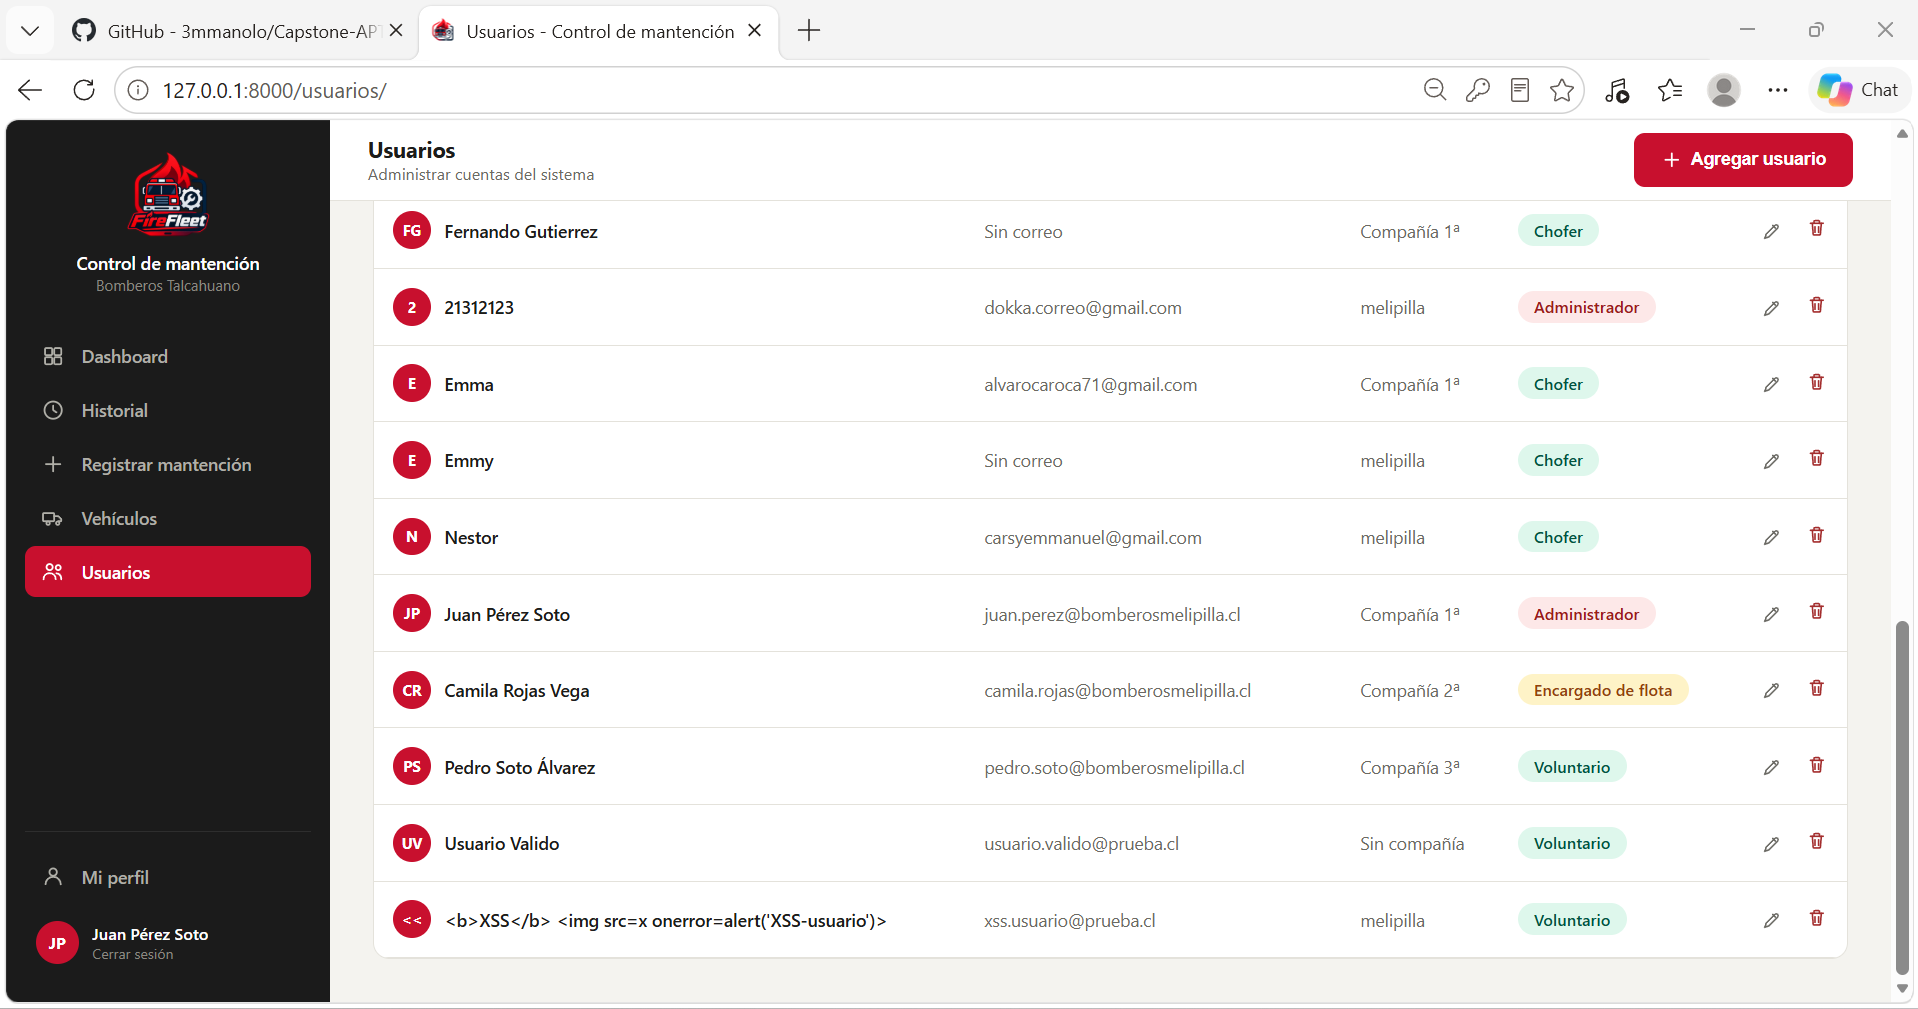 GitHub - 3mmanolo/Capstone-AP
Usuarios - Control de mantención
127.0.0.1:8000/usuarios/
Chat
FireFleet
Control de mantención
Bomberos Talcahuano
Dashboard
Historial
Registrar mantención
Vehículos
Usuarios
Mi perfil
JP
Juan Pérez Soto
Cerrar sesión
Usuarios
Administrar cuentas del sistema
+ Agregar usuario
FG Fernando Gutierrez Sin correo Compañía 1ª Chofer
2 21312123 dokka.correo@gmail.com melipilla Administrador
E Emma alvarocaroca71@gmail.com Compañía 1ª Chofer
E Emmy Sin correo melipilla Chofer
N Nestor carsyemmanuel@gmail.com melipilla Chofer
JP Juan Pérez Soto juan.perez@bomberosmelipilla.cl Compañía 1ª Administrador
CR Camila Rojas Vega camila.rojas@bomberosmelipilla.cl Compañía 2ª Encargado de flota
PS Pedro Soto Álvarez pedro.soto@bomberosmelipilla.cl Compañía 3ª Voluntario
UV Usuario Valido usuario.valido@prueba.cl Sin compañía Voluntario
<< <b>XSS</b> <img src=x onerror=alert('XSS-usuario')> xss.usuario@prueba.cl melipilla Voluntario